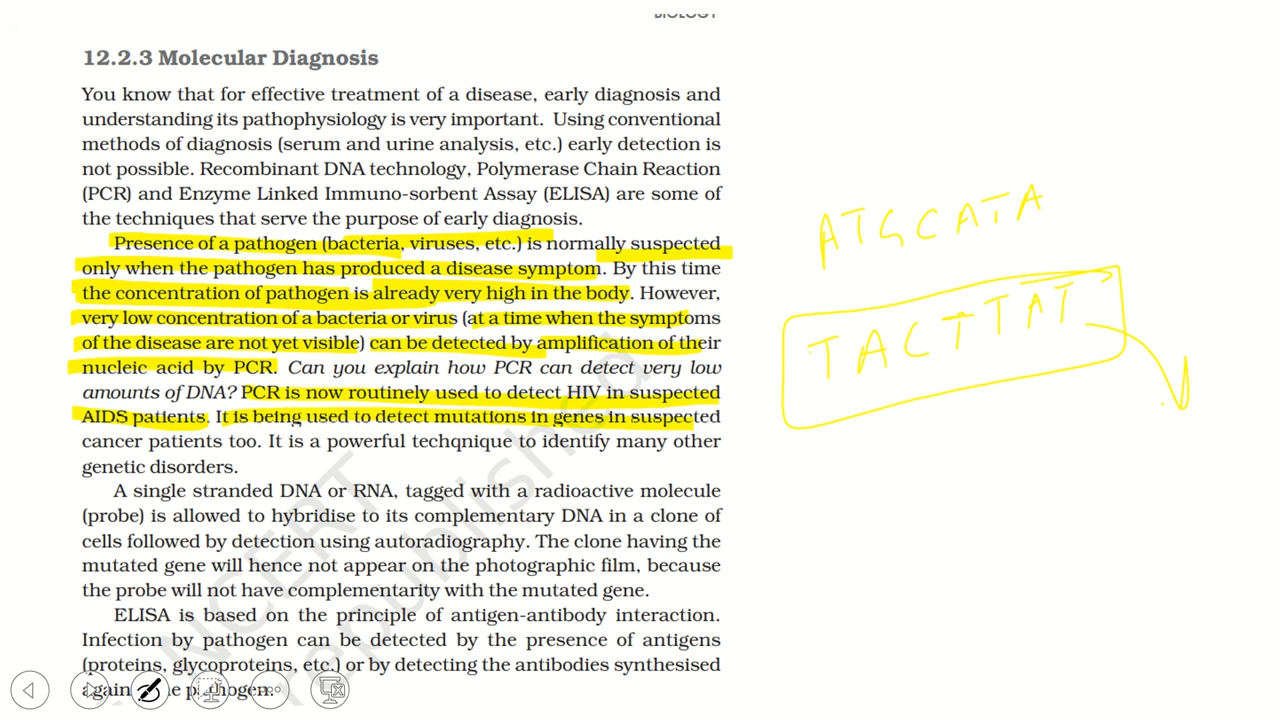 BIOLOGY
12.2.3 Molecular Diagnosis
You know that for effective treatment of a disease, early diagnosis and
understanding its pathophysiology is very important. Using conventional
methods of diagnosis (serum and urine analysis, etc.) early detection is
not possible. Recombinant DNA technology, Polymerase Chain Reaction
(PCR) and Enzyme Linked Immuno-sorbent Assay (ELISA) are some of
the techniques that serve the purpose of early diagnosis.
Presence of a pathogen (bacteria, viruses, etc.) is normally suspected
only when the pathogen has produced a disease symptom. By this time
the concentration of pathogen is already very high in the body. However,
very low concentration of a bacteria or virus (at a time when the symptoms
of the disease are not yet visible) can be detected by amplification of their
nucleic acid by PCR. Can you explain how PCR can detect very low
amounts of DNA? PCR is now routinely used to detect HIV in suspected
AIDS patients. It is being used to detect mutations in genes in suspected
cancer patients too. It is a powerful techqnique to identify many other
genetic disorders.
A single stranded DNA or RNA, tagged with a radioactive molecule
(probe) is allowed to hybridise to its complementary DNA in a clone of
cells followed by detection using autoradiography. The clone having the
mutated gene will hence not appear on the photographic film, because
the probe will not have complementarity with the mutated gene.
ELISA is based on the principle of antigen-antibody interaction.
Infection by pathogen can be detected by the presence of antigens
(proteins, glycoproteins, etc.) or by detecting the antibodies synthesised
against the pathogen.
ATGCATA
TACTTAT
NCERT
republished